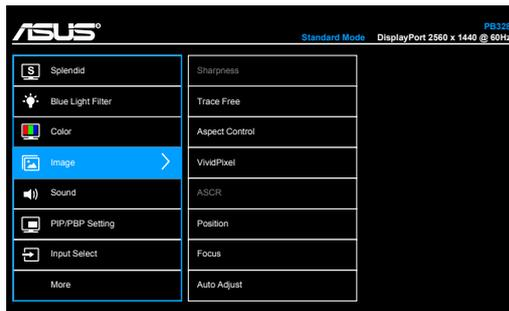 ASUS
PB328
Standard Mode DisplayPort 2560 x 1440 @ 60Hz
S Splendid
Blue Light Filter
Color
Image
Sound
PIP/PBP Setting
Input Select
More
Sharpness
Trace Free
Aspect Control
VividPixel
ASCR
Position
Focus
Auto Adjust